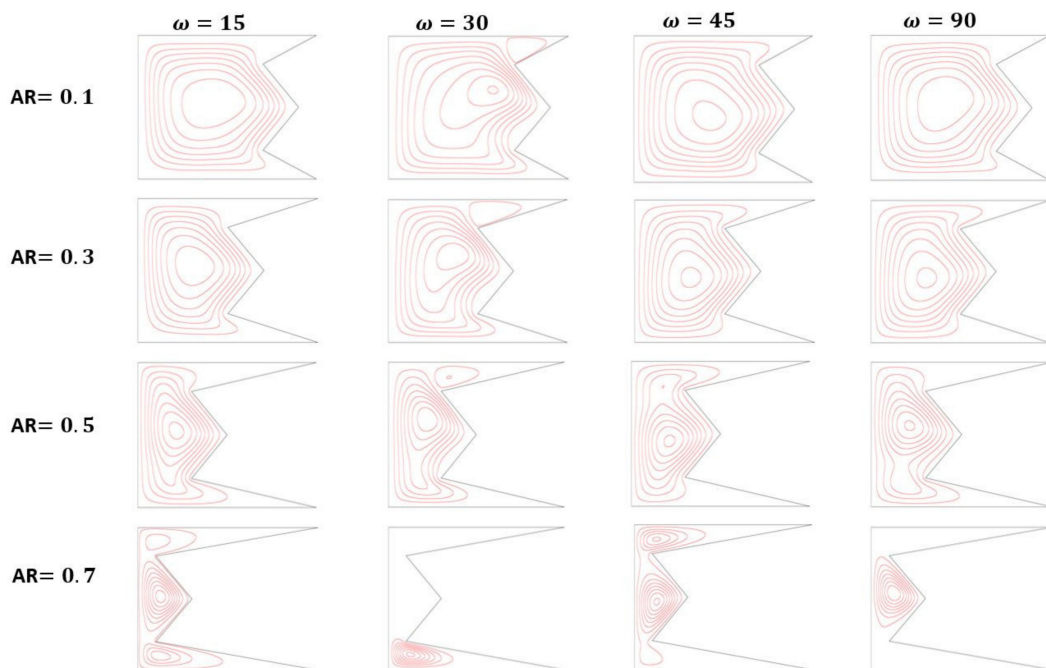 ω = 15
ω = 30
ω = 45
ω = 90
AR= 0.1
AR= 0.3
AR= 0.5
AR= 0.7